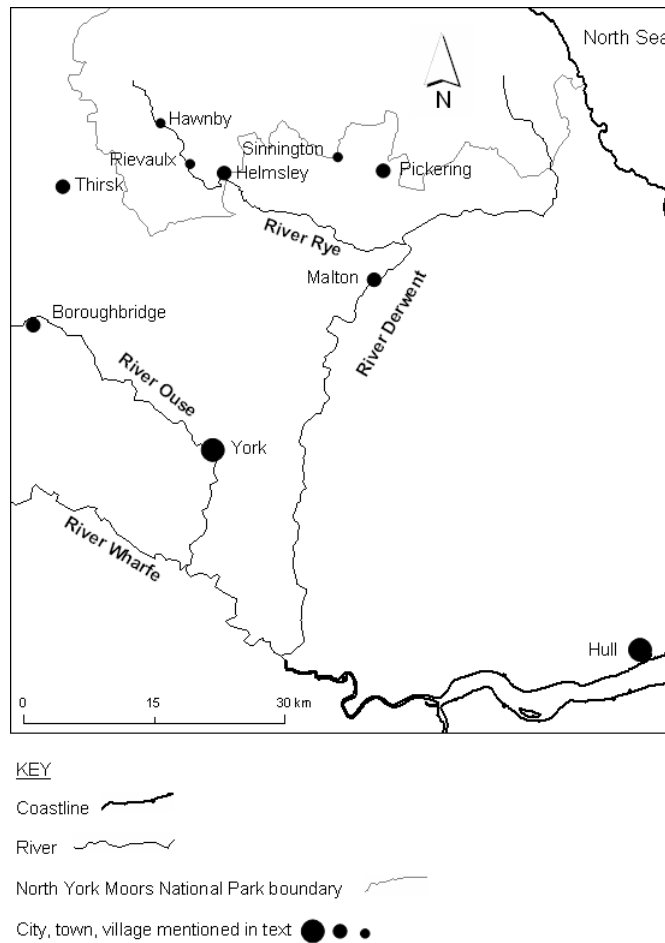 North Sea
N
Hawnby
Rievaulx
Sinnington
Helmsley
Pickering
Thirsk
River Rye
Malton
River Derwent
Boroughbridge
River Ouse
York
River Wharfe
Hull
0 15 30 km
KEY
Coastline
River
North York Moors National Park boundary
City, town, village mentioned in text